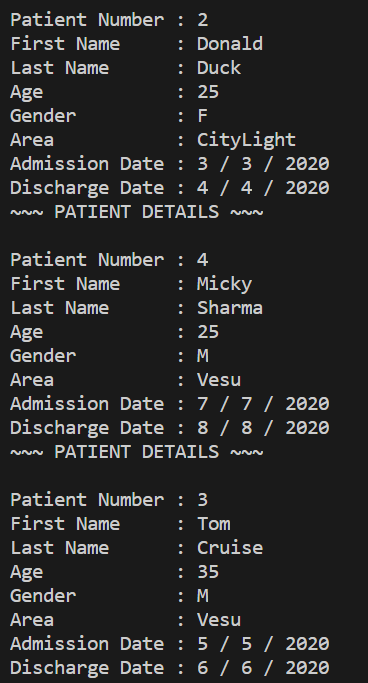 Patient Number : 2
First Name     : Donald
Last Name      : Duck
Age            : 25
Gender         : F
Area           : CityLight
Admission Date : 3 / 3 / 2020
Discharge Date : 4 / 4 / 2020
~~~ PATIENT DETAILS ~~~

Patient Number : 4
First Name     : Micky
Last Name      : Sharma
Age            : 25
Gender         : M
Area           : Vesu
Admission Date : 7 / 7 / 2020
Discharge Date : 8 / 8 / 2020
~~~ PATIENT DETAILS ~~~

Patient Number : 3
First Name     : Tom
Last Name      : Cruise
Age            : 35
Gender         : M
Area           : Vesu
Admission Date : 5 / 5 / 2020
Discharge Date : 6 / 6 / 2020